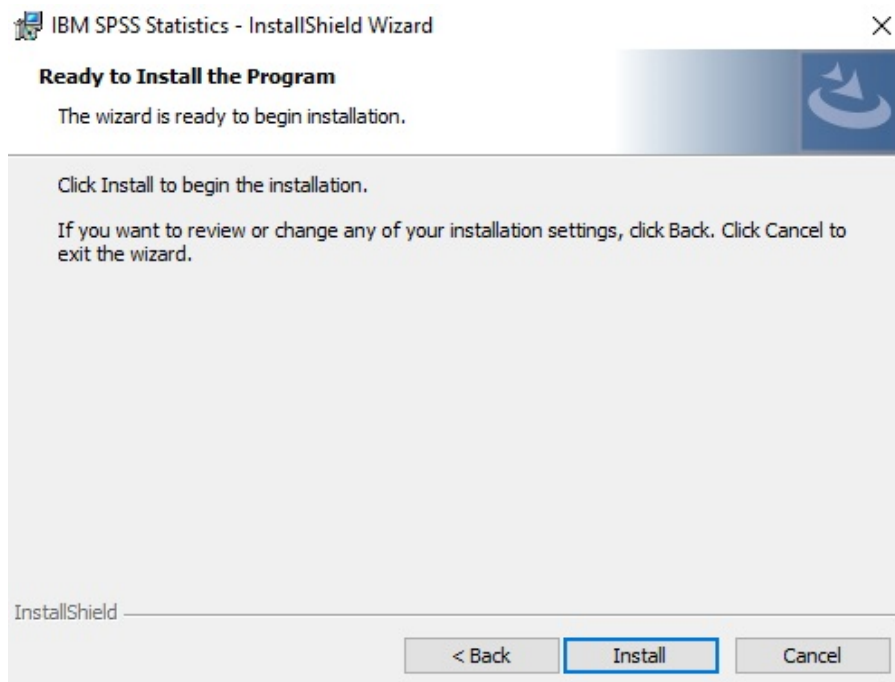 IBM SPSS Statistics - InstallShield Wizard
Ready to Install the Program
The wizard is ready to begin installation.
Click Install to begin the installation.
If you want to review or change any of your installation settings, click Back. Click Cancel to
exit the wizard.
InstallShield
< Back
Install
Cancel